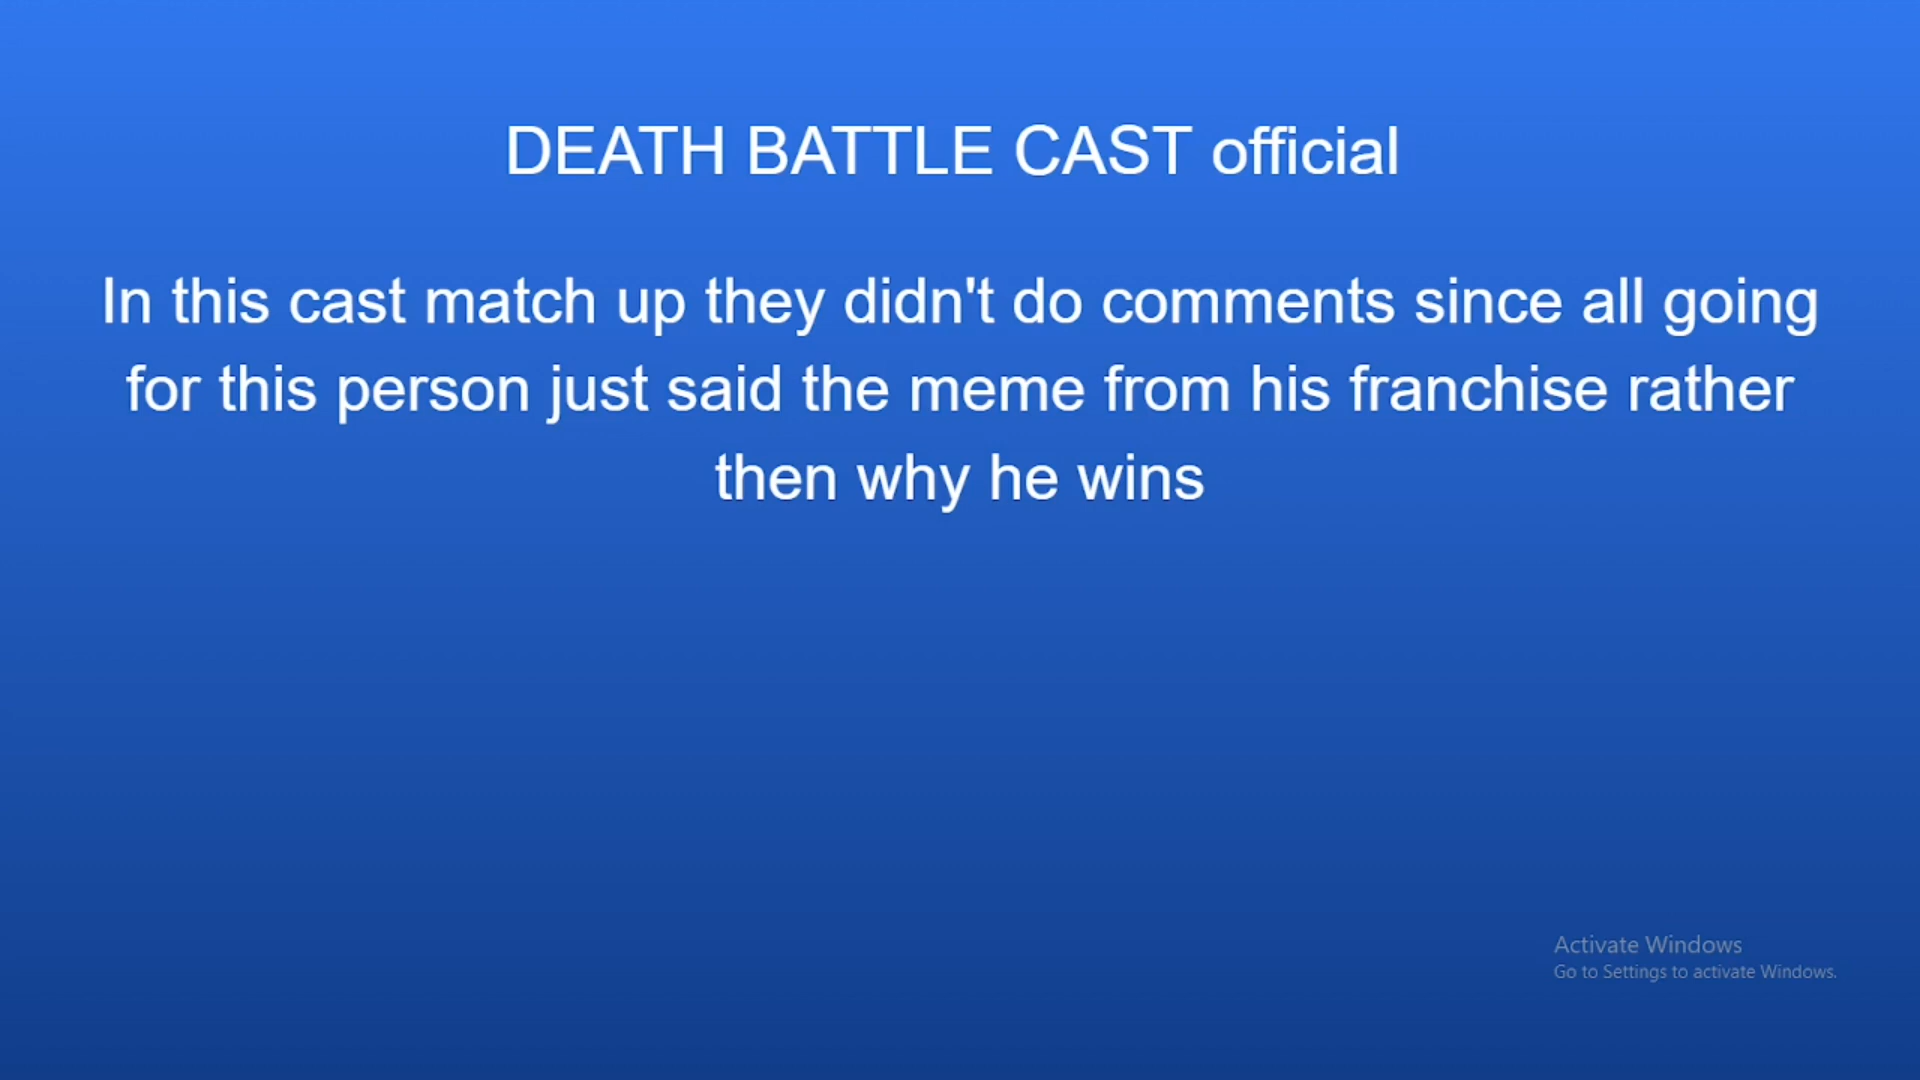 DEATH BATTLE CAST official
In this cast match up they didn't do comments since all going
for this person just said the meme from his franchise rather
then why he wins
Activate Windows
Go to Settings to activate Windows.